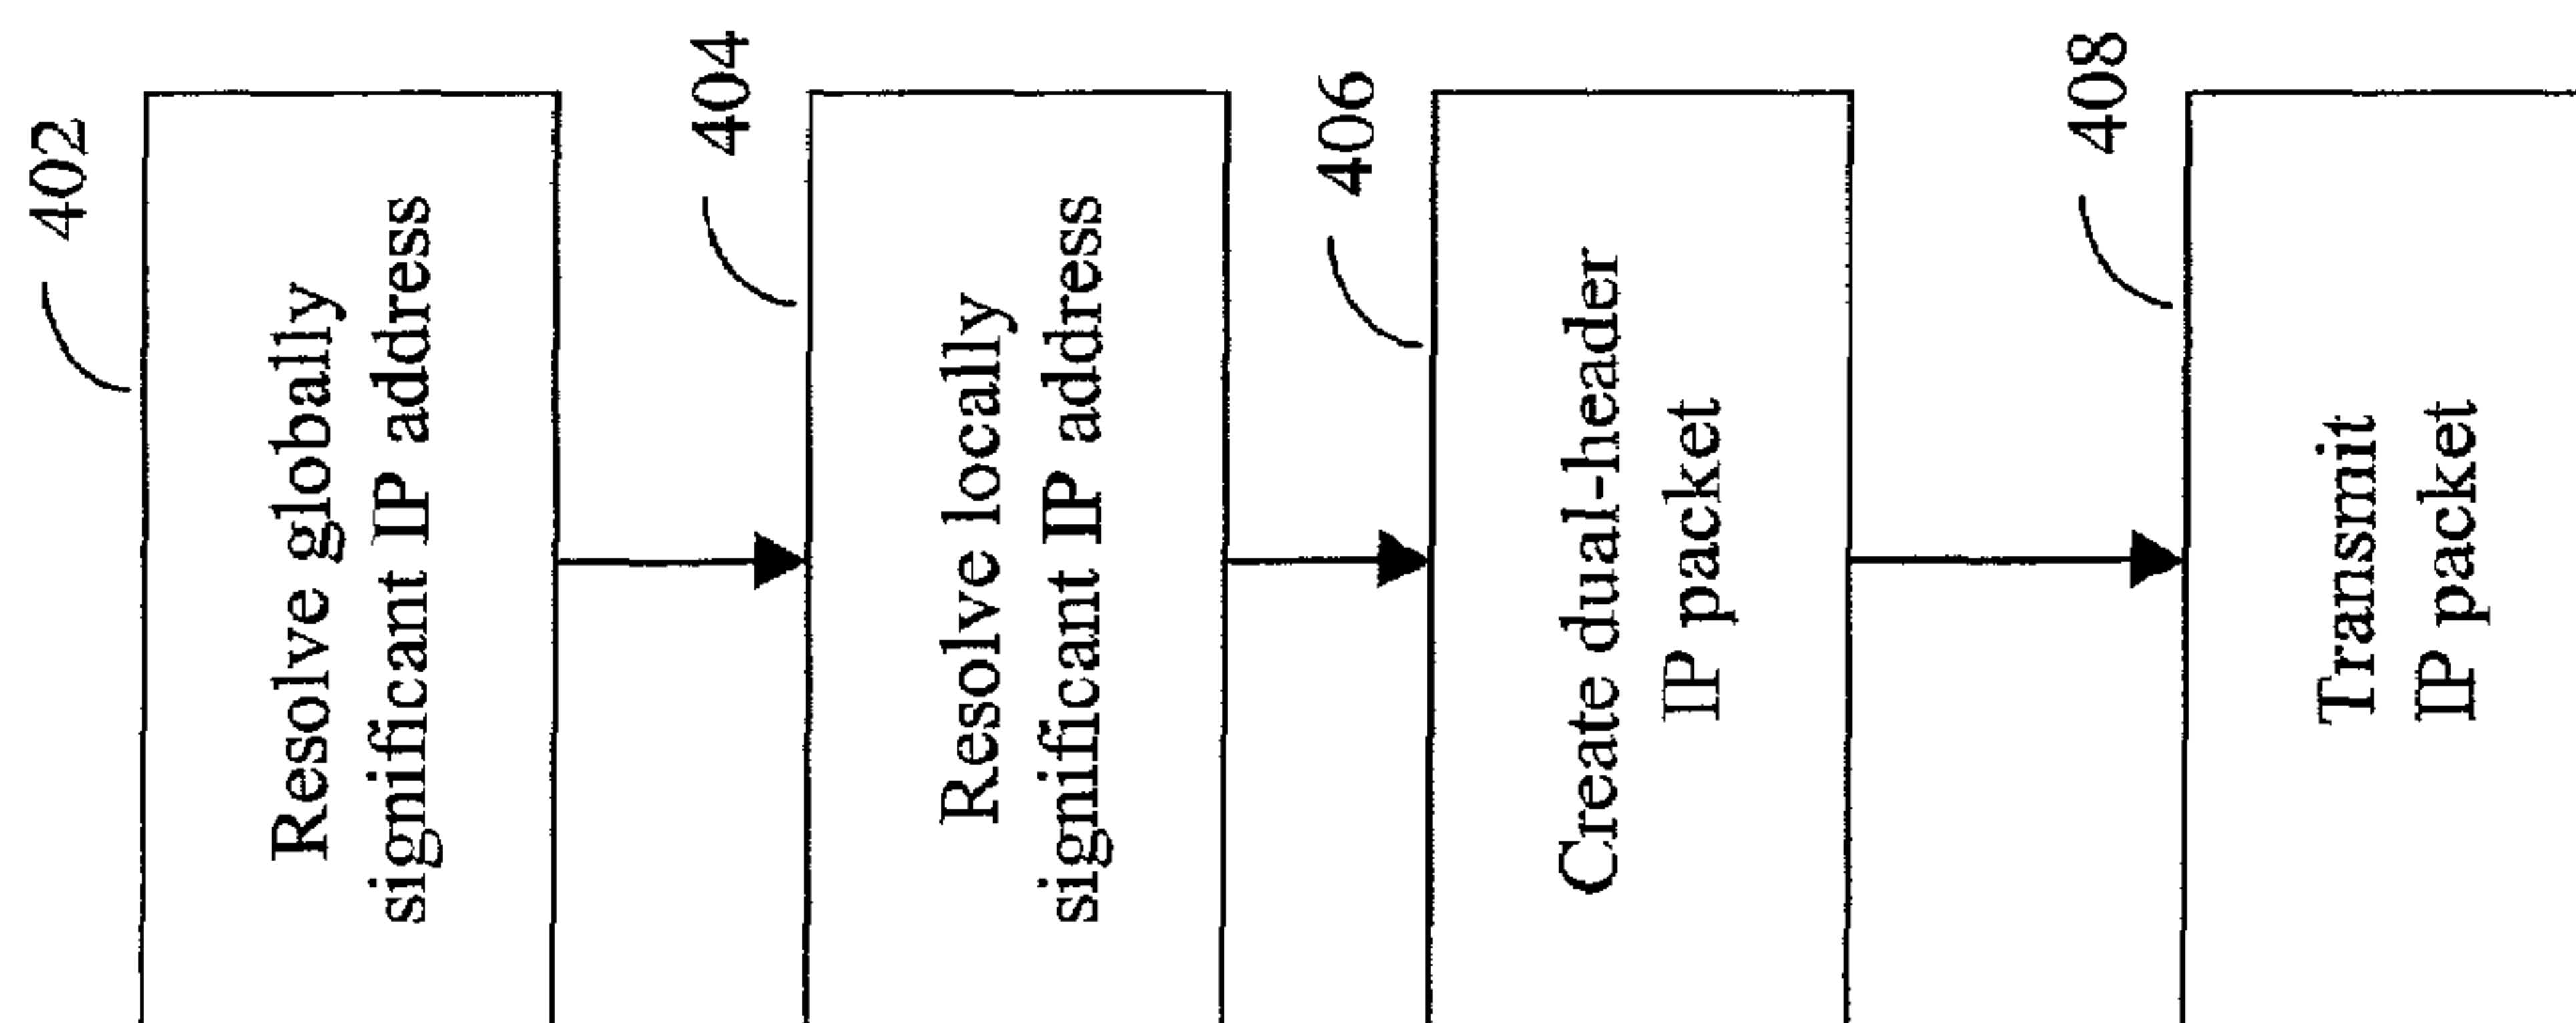 402
Resolve globally
significant IP address
404
Resolve locally
significant IP address
406
Create dual-header
IP packet
408
Transmit
IP packet